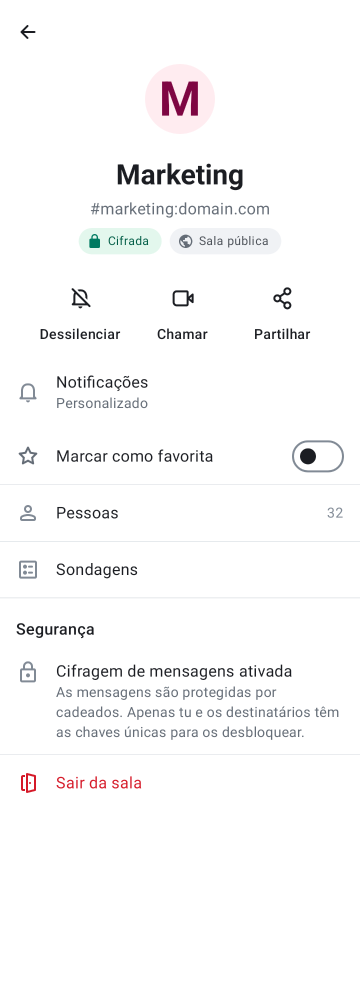 M
Marketing
#marketing:domain.com
Cifrada Sala pública
Dessilenciar Chamar Partilhar
Notificações
Personalizado
Marcar como favorita
Pessoas 32
Sondagens
Segurança
Cifragem de mensagens ativada
As mensagens são protegidas por
cadeados. Apenas tu e os destinatários têm
as chaves únicas para os desbloquear.
Sair da sala